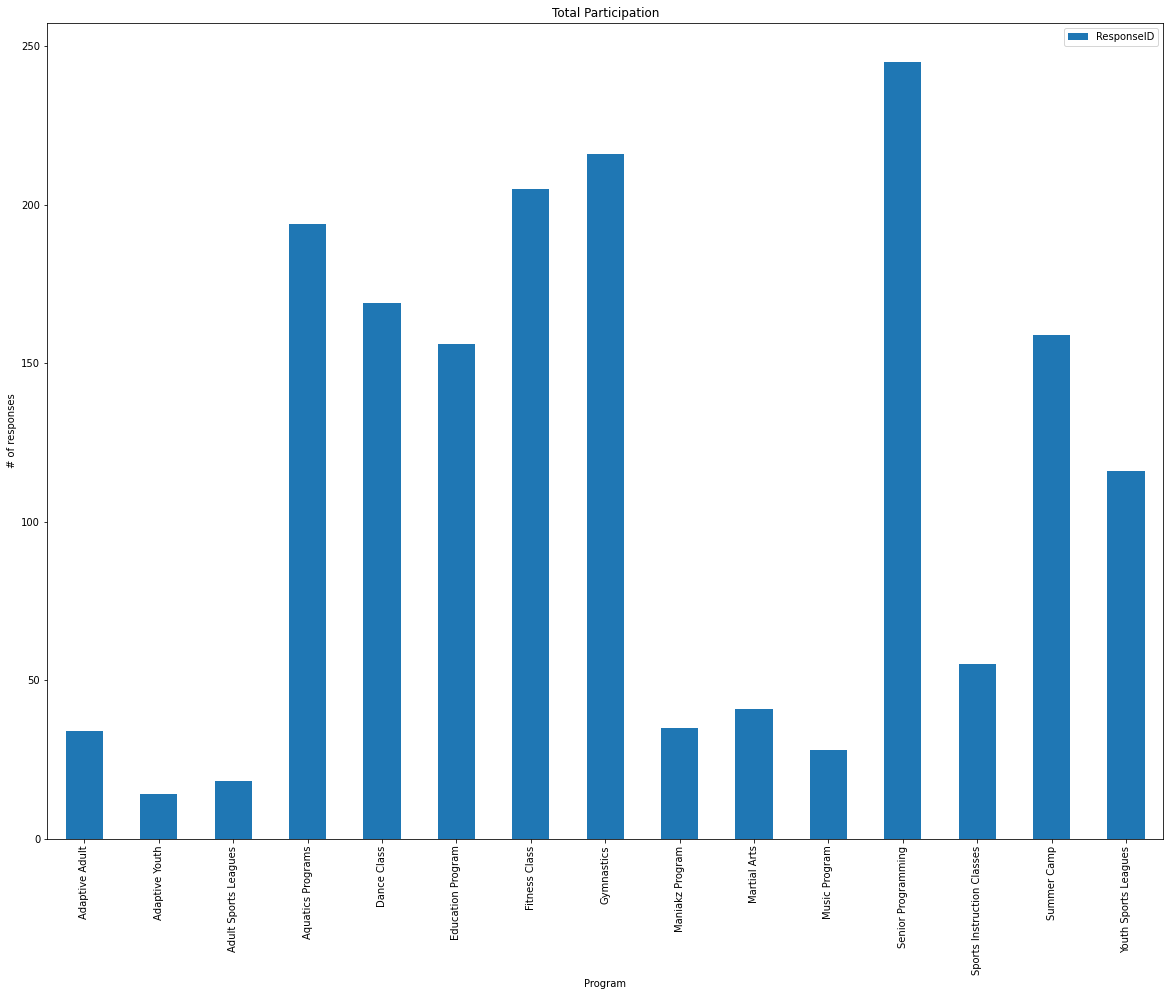 Total Participation
ResponseID
250
200
150
100
50
0
# of responses
Adaptive Adult
Adaptive Youth
Adult Sports Leagues
Aquatics Programs
Dance Class
Education Program
Fitness Class
Gymnastics
Maniakz Program
Martial Arts
Music Program
Senior Programming
Sports Instruction Classes
Summer Camp
Youth Sports Leagues
Program